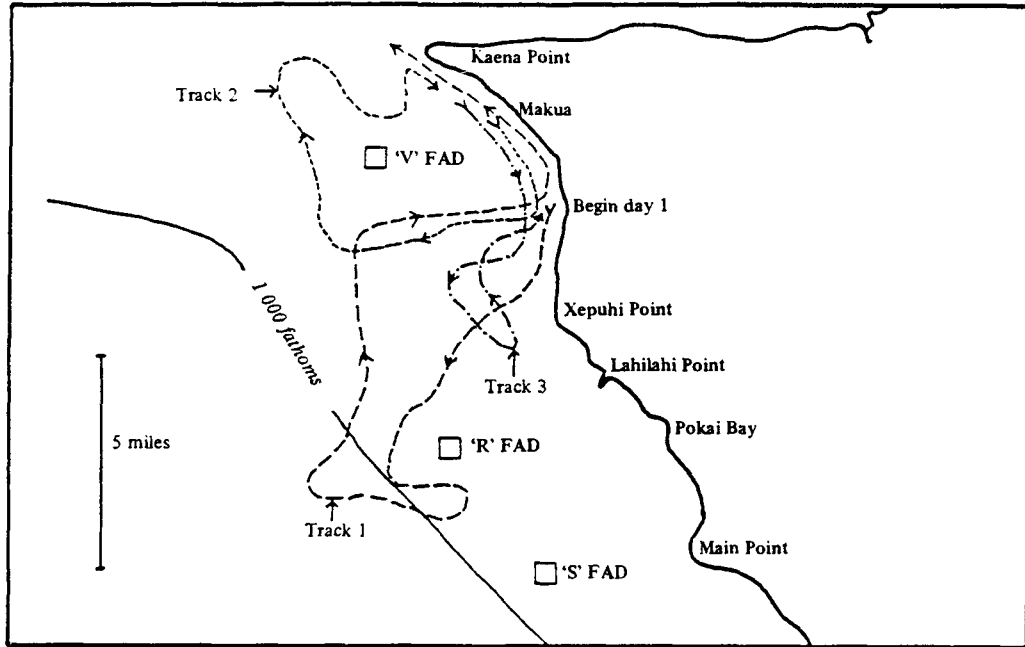 Kaena Point
Track 2
Makua
'V' FAD
Begin day 1
1 000 fathoms
Xepuhi Point
Lahilahi Point
Track 3
5 miles
'R' FAD
Pokai Bay
Track 1
Main Point
'S' FAD